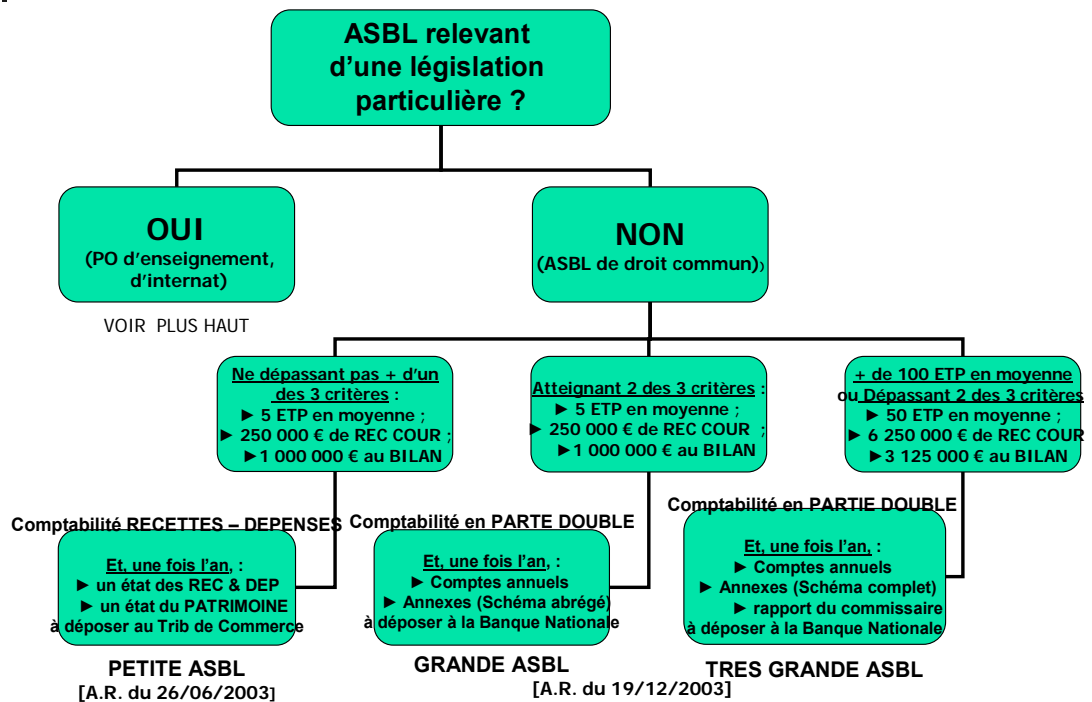 ASBL relevant
d'une législation
particulière ?
OUI
(PO d'enseignement,
d'internat)
VOIR PLUS HAUT
NON
(ASBL de droit commun))
Ne dépassant pas + d'un
des 3 critères :
► 5 ETP en moyenne ;
► 250 000 € de REC COUR ;
►1 000 000 € au BILAN
Atteignant 2 des 3 critères :
► 5 ETP en moyenne ;
► 250 000 € de REC COUR ;
►1 000 000 € au BILAN
+ de 100 ETP en moyenne
ou Dépassant 2 des 3 critères
► 50 ETP en moyenne ;
► 6 250 000 € de REC COUR
►3 125 000 € au BILAN
Comptabilité RECETTES – DEPENSES
Et, une fois l'an, :
► un état des REC & DEP
► un état du PATRIMOINE
à déposer au Trib de Commerce
PETITE ASBL
[A.R. du 26/06/2003]
Comptabilité en PARTE DOUBLE
Et, une fois l'an, :
► Comptes annuels
► Annexes (Schéma abrégé)
à déposer à la Banque Nationale
GRANDE ASBL
Comptabilité en PARTIE DOUBLE
Et, une fois l'an, :
► Comptes annuels
► Annexes (Schéma complet)
► rapport du commissaire
à déposer à la Banque Nationale
TRES GRANDE ASBL
[A.R. du 19/12/2003]